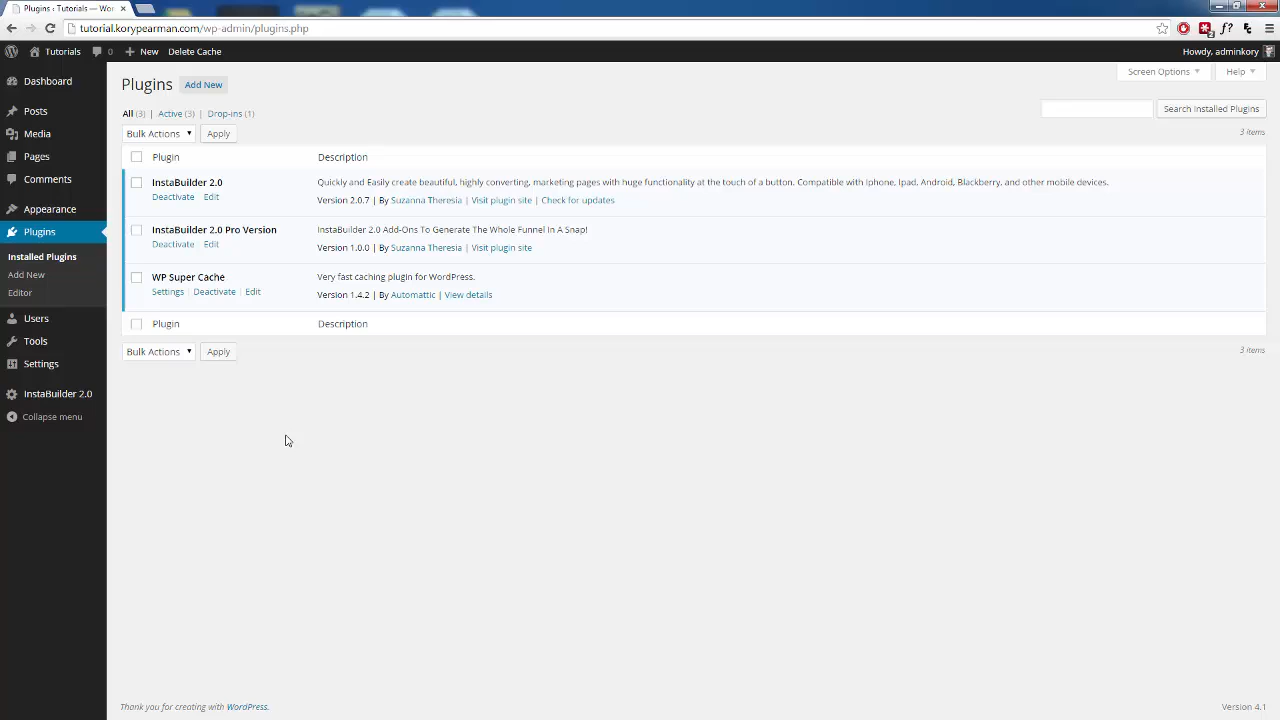 Plugins ‹ Tutorials — Wor
tutorial.korypearman.com/wp-admin/plugins.php
Tutorials 0 New Delete Cache Howdy, adminkory
Screen Options Help
Dashboard
Posts
Media
Pages
Comments
Appearance
Plugins
Installed Plugins
Add New
Editor
Users
Tools
Settings
InstaBuilder 2.0
Collapse menu
Plugins Add New
All (3) | Active (3) | Drop-ins (1)
Search Installed Plugins
Bulk Actions Apply
3 items
Plugin Description
InstaBuilder 2.0 Quickly and Easily create beautiful, highly converting, marketing pages with huge functionality at the touch of a button. Compatible with Iphone, Ipad, Android, Blackberry, and other mobile devices.
Deactivate | Edit Version 2.0.7 | By Suzanna Theresia | Visit plugin site | Check for updates
InstaBuilder 2.0 Pro Version InstaBuilder 2.0 Add-Ons To Generate The Whole Funnel In A Snap!
Deactivate | Edit Version 1.0.0 | By Suzanna Theresia | Visit plugin site
WP Super Cache Very fast caching plugin for WordPress.
Settings | Deactivate | Edit Version 1.4.2 | By Automattic | View details
Plugin Description
Bulk Actions Apply
3 items
Thank you for creating with WordPress.
Version 4.1